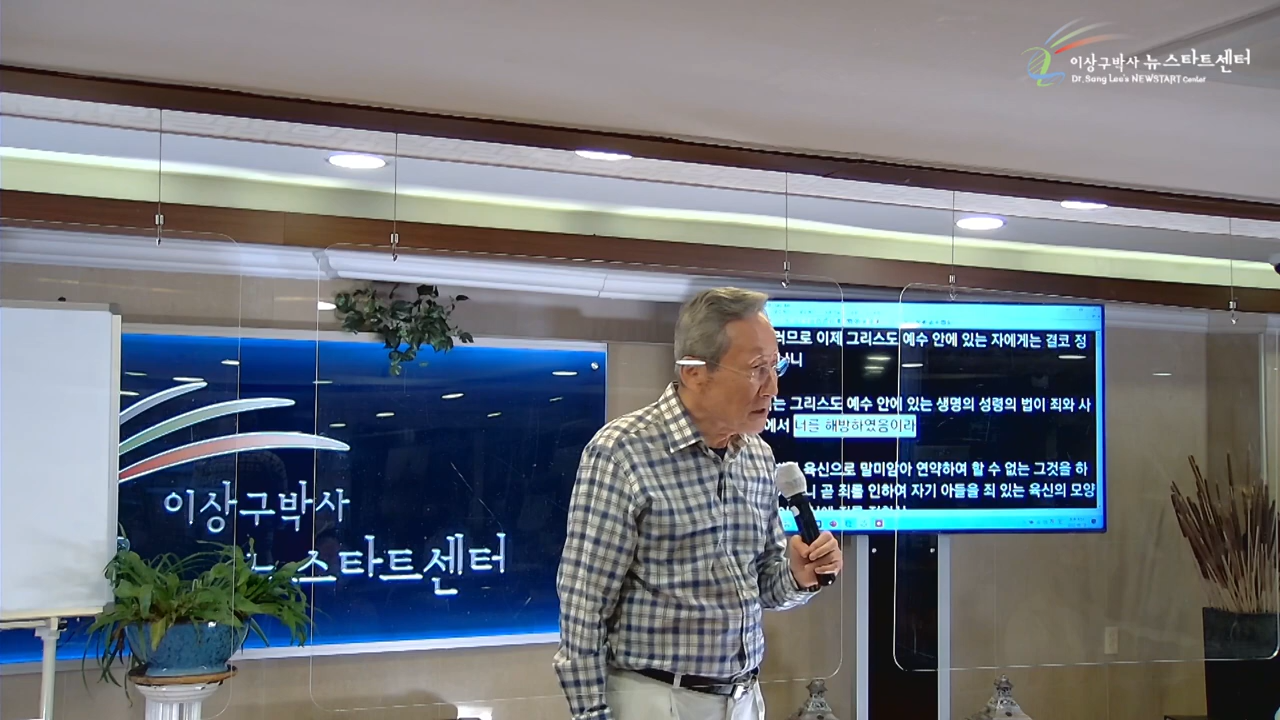 이상구박사 뉴스타트센터
Dr. Sang Lee's NEWSTART Center
이상구박사
뉴스타트센터
러므로 이제 그리스도 예수 안에 있는 자에게는 결코 정
니
는 그리스도 예수 안에 있는 생명의 성령의 법이 죄와 사
에서 너를 해방하였음이라
육신으로 말미암아 연약하여 할 수 없는 그것을 하
니 곧 죄를 인하여 자기 아들을 죄 있는 육신의 모양